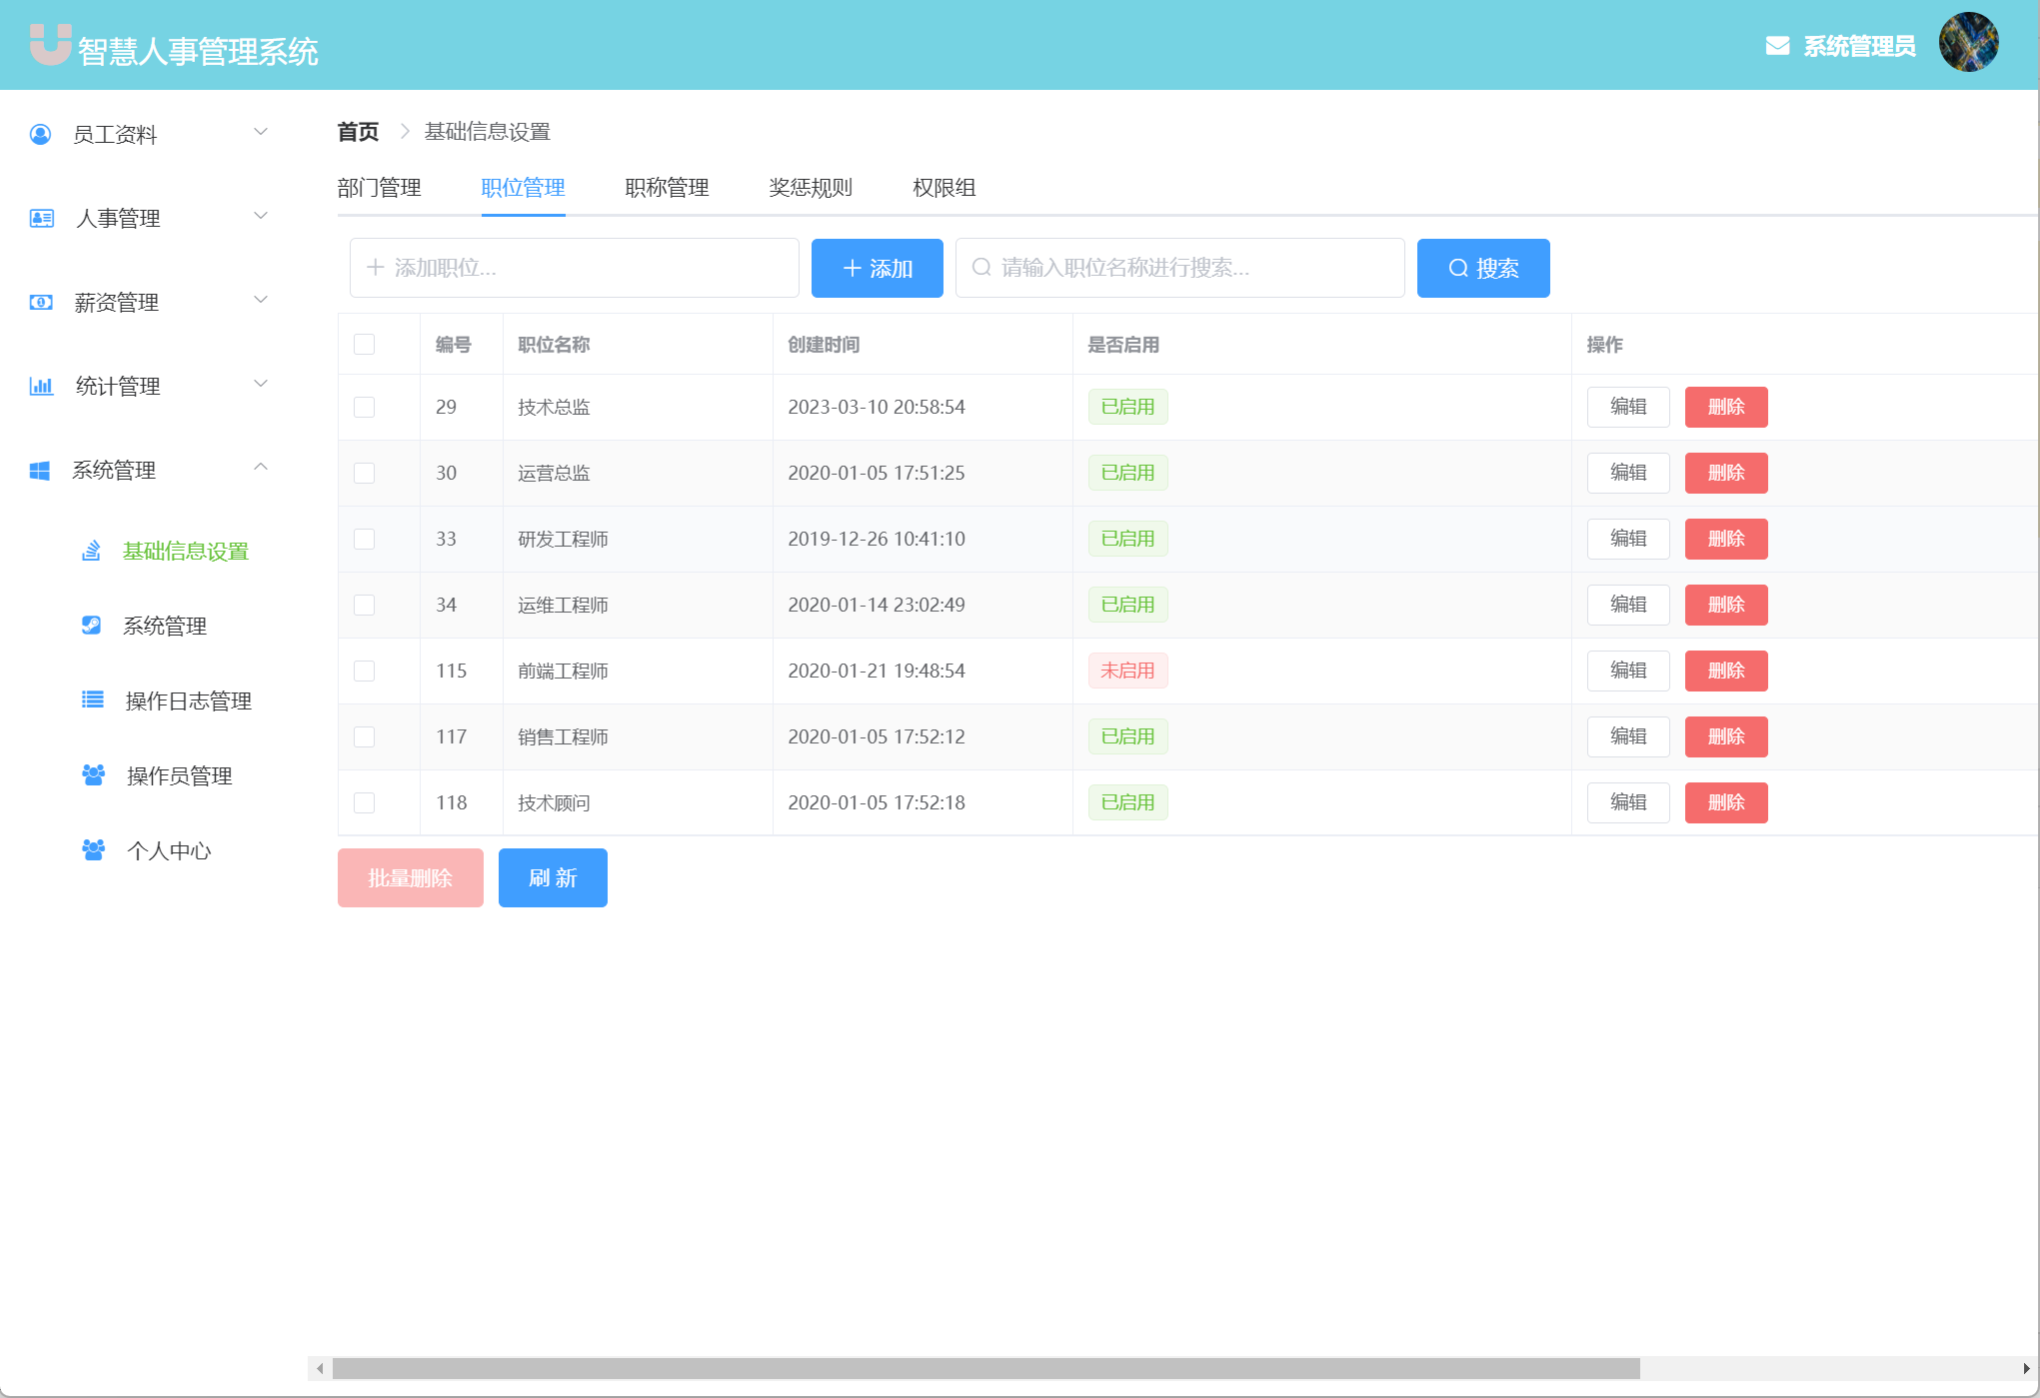 智慧人事管理系统
系统管理员
员工资料
人事管理
薪资管理
统计管理
系统管理
基础信息设置
系统管理
操作日志管理
操作员管理
个人中心
首页 基础信息设置
部门管理 职位管理 职称管理 奖惩规则 权限组
添加职位... 添加 请输入职位名称进行搜索... 搜索
编号 职位名称 创建时间 是否启用 操作
29 技术总监 2023-03-10 20:58:54 已启用 编辑 删除
30 运营总监 2020-01-05 17:51:25 已启用 编辑 删除
33 研发工程师 2019-12-26 10:41:10 已启用 编辑 删除
34 运维工程师 2020-01-14 23:02:49 已启用 编辑 删除
115 前端工程师 2020-01-21 19:48:54 未启用 编辑 删除
117 销售工程师 2020-01-05 17:52:12 已启用 编辑 删除
118 技术顾问 2020-01-05 17:52:18 已启用 编辑 删除
批量删除 刷 新